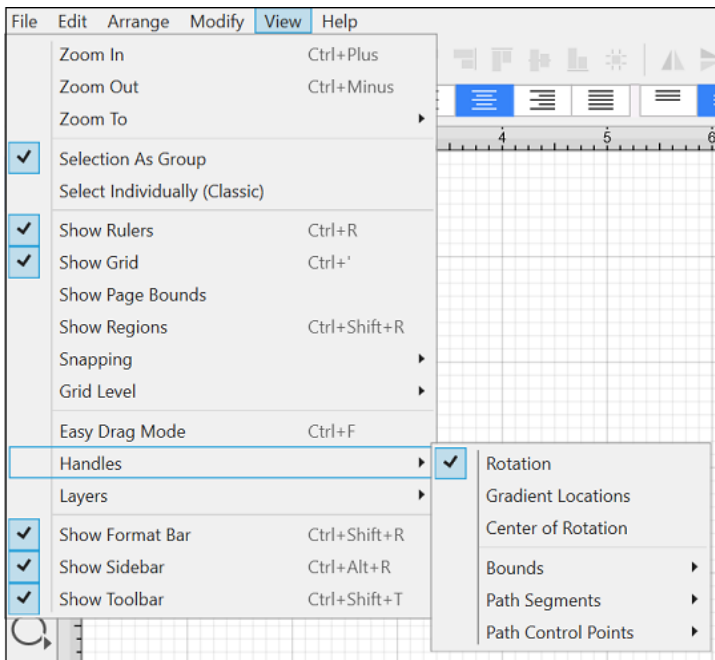 File Edit Arrange Modify View Help
Zoom In Ctrl+Plus
Zoom Out Ctrl+Minus
Zoom To
Selection As Group
Select Individually (Classic)
Show Rulers Ctrl+R
Show Grid Ctrl+'
Show Page Bounds
Show Regions Ctrl+Shift+R
Snapping
Grid Level
Easy Drag Mode Ctrl+F
Handles
Layers
Show Format Bar Ctrl+Shift+R
Show Sidebar Ctrl+Alt+R
Show Toolbar Ctrl+Shift+T
Rotation
Gradient Locations
Center of Rotation
Bounds
Path Segments
Path Control Points
4 5 6